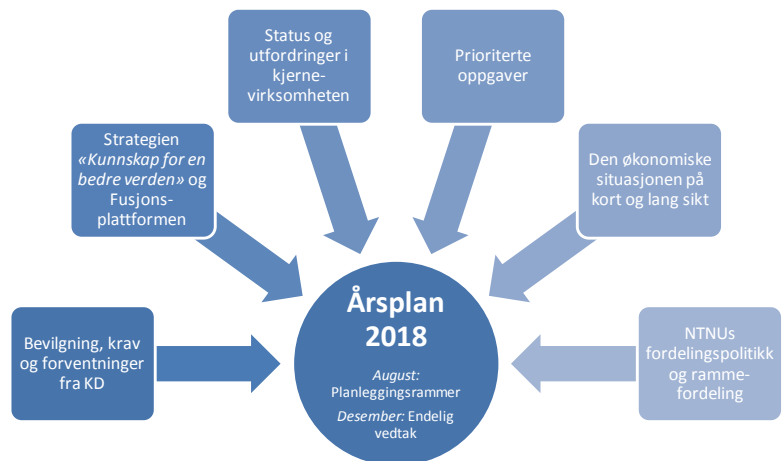 Status og
utfordringer i
kjerne-
virksomheten
Prioriterte
oppgaver
Strategien
«Kunnskap for en
bedre verden» og
Fusjons-
plattformen
Den økonomiske
situasjonen på
kort og lang sikt
Bevilgning, krav
og forventninger
fra KD
Årsplan
2018
August:
Planleggingsrammer
Desember: Endelig
vedtak
NTNUs
fordelingspolitikk
og ramme-
fordeling